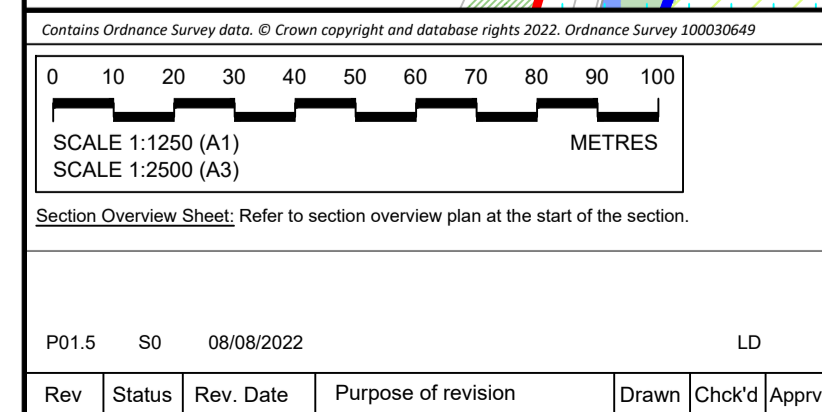 Contains Ordnance Survey data. © Crown copyright and database rights 2022. Ordnance Survey 100030649
0 10 20 30 40 50 60 70 80 90 100
SCALE 1:1250 (A1) METRES
SCALE 1:2500 (A3)
Section Overview Sheet: Refer to section overview plan at the start of the section.
P01.5 S0 08/08/2022 LD
Rev Status Rev. Date Purpose of revision Drawn Chck'd Apprv